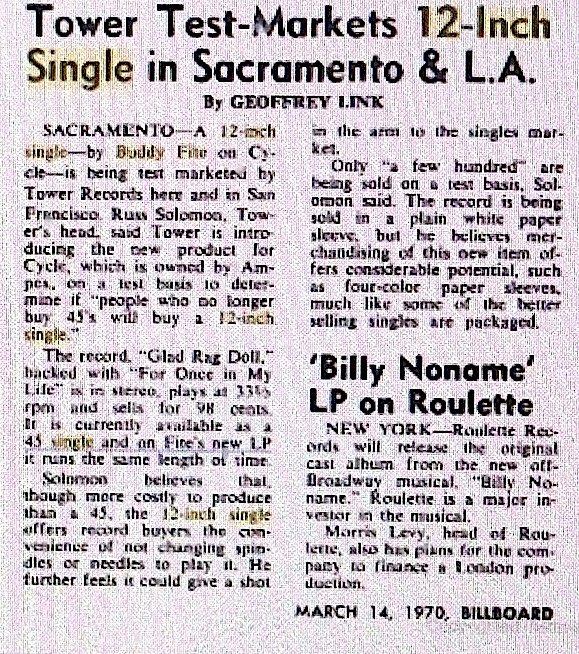 Tower Test-Markets 12-Inch
Single in Sacramento & L.A.
By GEOFFREY LINK
SACRAMENTO—A 12-inch
single—by Buddy Fite on Cy-
cle—is being test marketed by
Tower Records here and in San
Francisco. Russ Solomon, Tow-
er's head, said Tower is intro-
ducing the new product for
Cycle, which is owned by Am-
pex, on a test basis to deter-
mine if "people who no longer
buy 45's will buy a 12-inch
single."
The record, "Glad Rag Doll,"
backed with "For Once in My
Life" is in stereo, plays at 33⅓
rpm and sells for 98 cents.
It is currently available as a
45 single and on Fite's new LP
it runs the same length of time.
Solomon believes that,
though more costly to produce
than a 45, the 12-inch single
offers record buyers the con-
venience of not changing spin-
dles or needles to play it. He
further feels it could give a shot
in the arm to the singles mar-
ket.
Only "a few hundred" are
being sold on a test basis, Sol-
omon said. The record is being
sold in a plain white paper
sleeve, but he believes mer-
chandising of this new item of-
fers considerable potential, such
as four-color paper sleeves,
much like some of the better
selling singles are packaged.
'Billy Noname'
LP on Roulette
NEW YORK—Roulette Rec-
ords will release the original
cast album from the new off-
Broadway musical, "Billy No-
name." Roulette is a major in-
vestor in the musical.
Morris Levy, head of Rou-
lette, also has plans for the com-
pany to finance a London pro-
duction.
MARCH 14, 1970, BILLBOARD